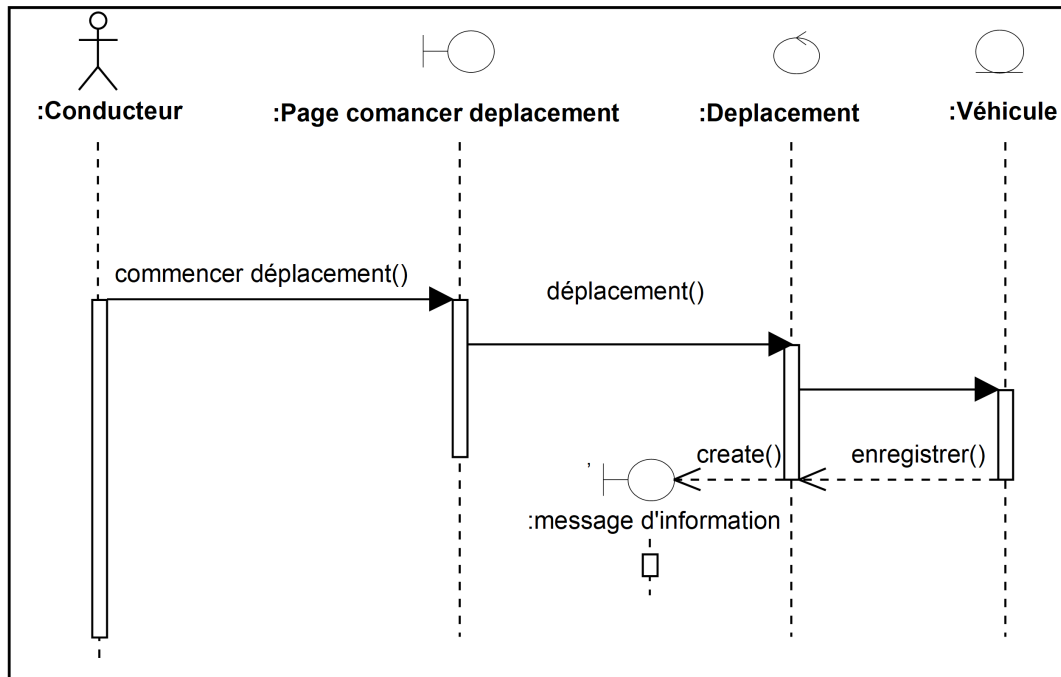 :Conducteur
:Page comancer deplacement
:Deplacement
:Véhicule
commencer déplacement()
déplacement()
create()
enregistrer()
,
:message d'information